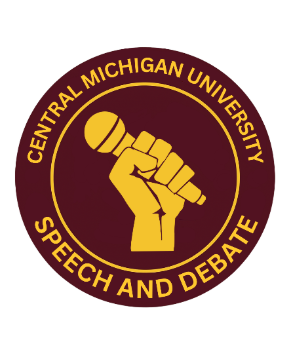 CENTRAL MICHIGAN UNIVERSITY
SPEECH AND DEBATE